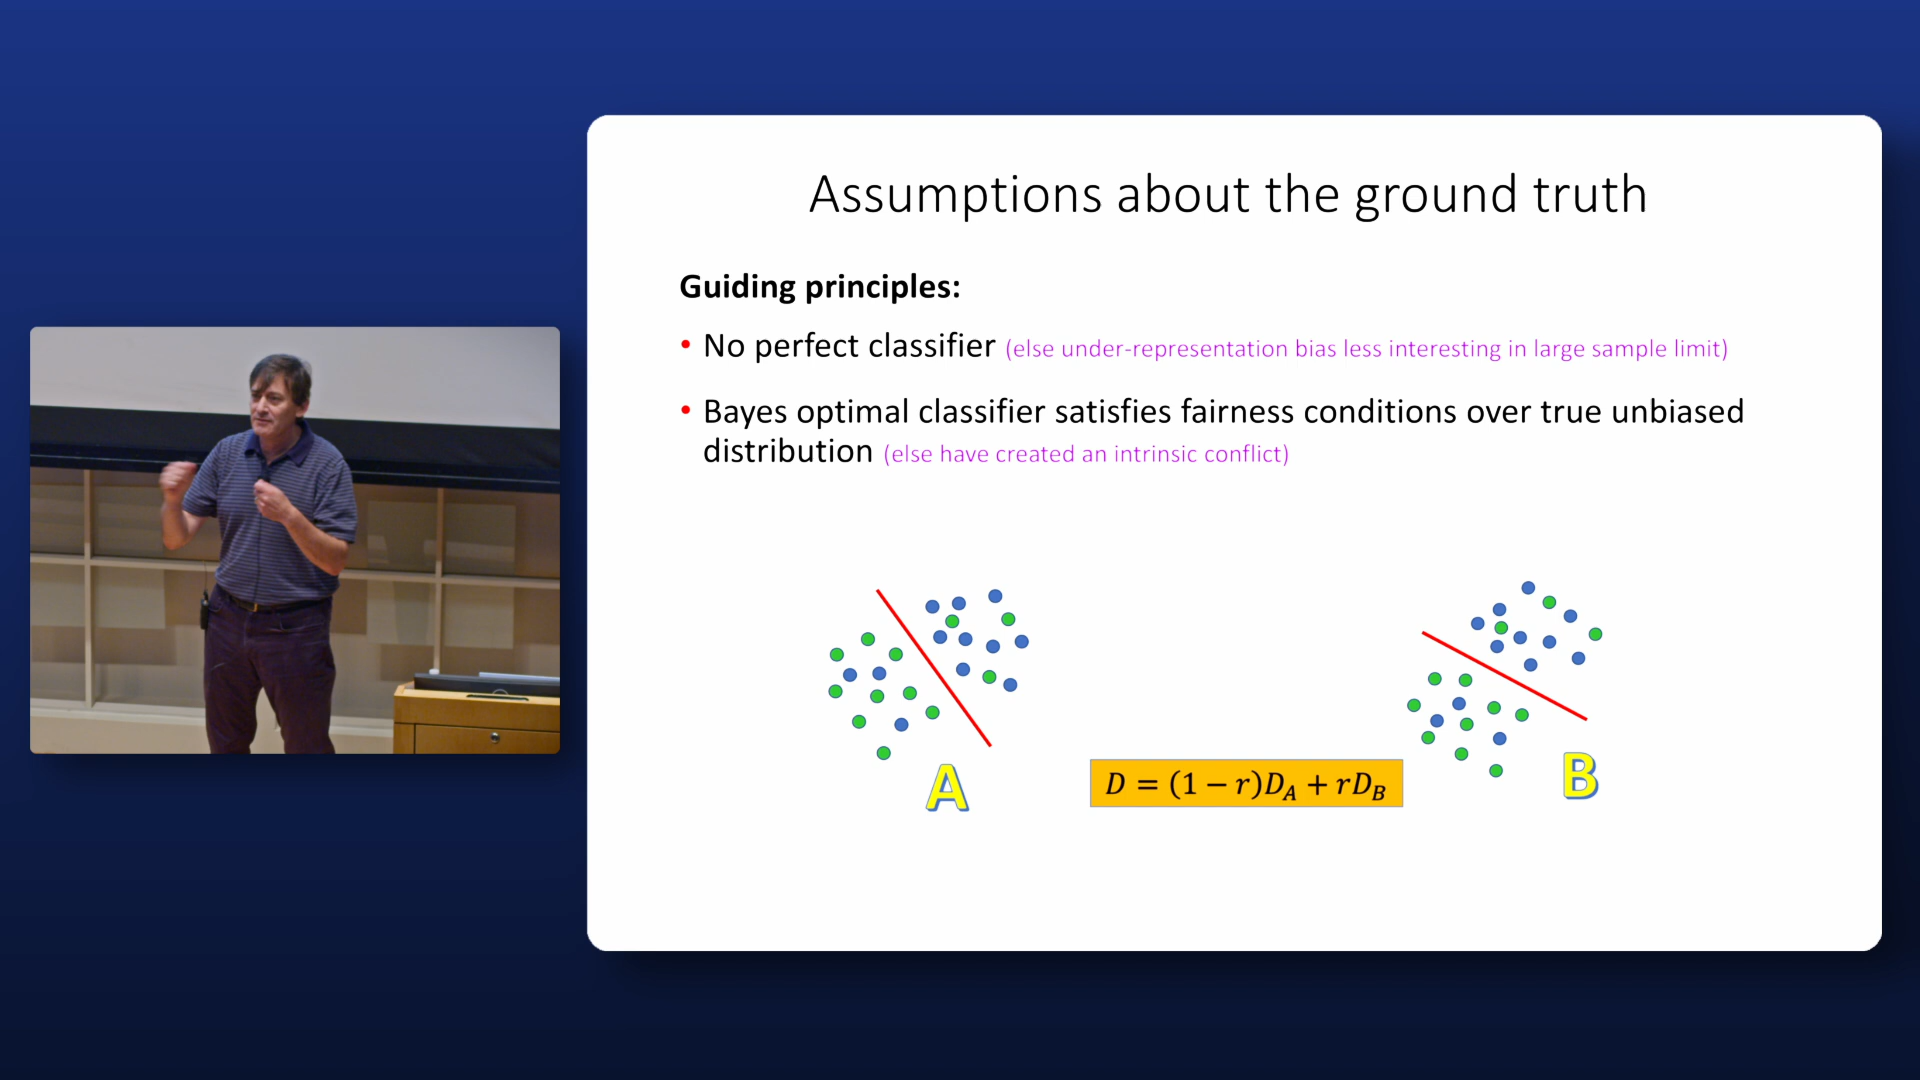 Assumptions about the ground truth
Guiding principles:
• No perfect classifier (else under-representation bias less interesting in large sample limit)
• Bayes optimal classifier satisfies fairness conditions over true unbiased
distribution (else have created an intrinsic conflict)
A
D = (1 − r)D_A + rD_B
B